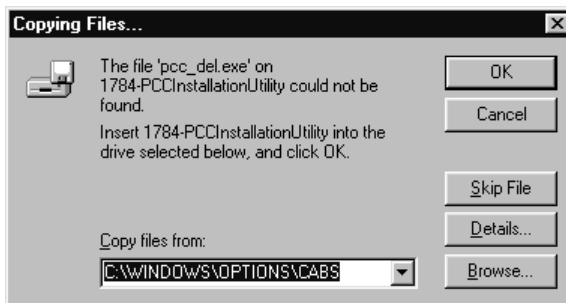 Copying Files...
The file 'pcc_del.exe' on
1784-PCCInstallationUtility could not be
found.
Insert 1784-PCCInstallationUtility into the
drive selected below, and click OK.
Copy files from:
C:\WINDOWS\OPTIONS\CABS
OK
Cancel
Skip File
Details...
Browse...